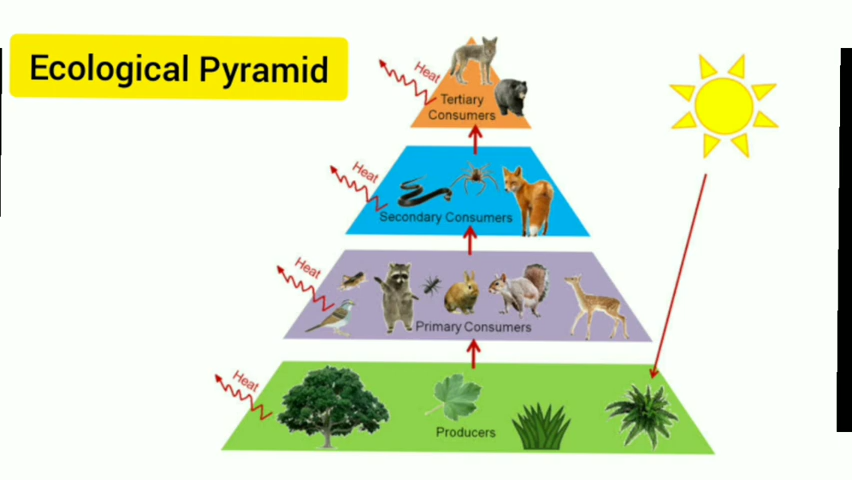 Ecological Pyramid
Heat
Tertiary
Consumers
Heat
Secondary Consumers
Heat
Primary Consumers
Heat
Producers